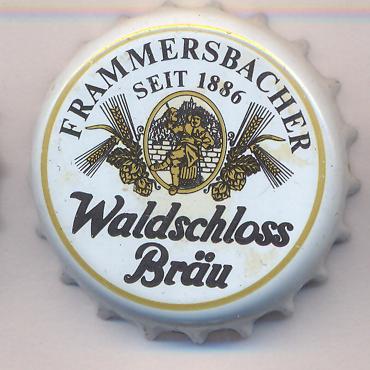 FRAMMERSBACHER
SEIT 1886
Waldschloss
Bräu